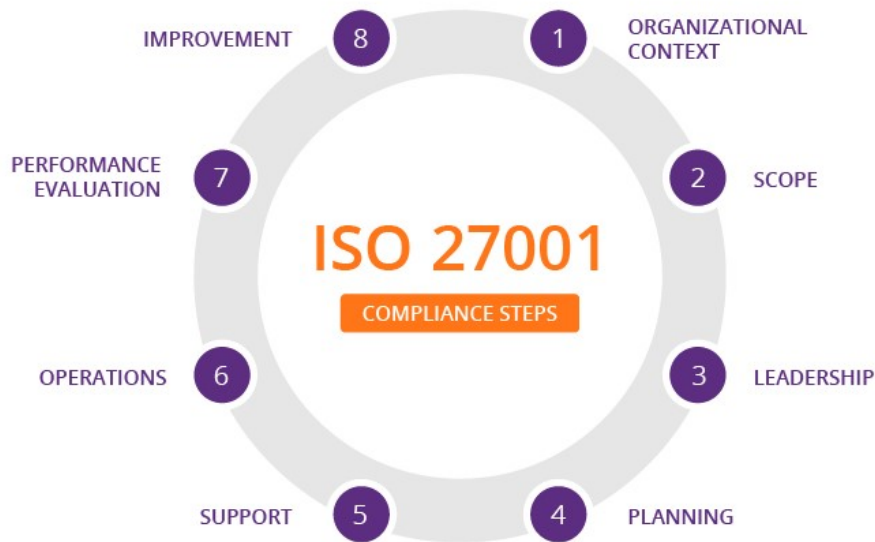 ISO 27001
COMPLIANCE STEPS
1
ORGANIZATIONAL
CONTEXT
2
SCOPE
3
LEADERSHIP
4
PLANNING
5
SUPPORT
6
OPERATIONS
7
PERFORMANCE
EVALUATION
8
IMPROVEMENT